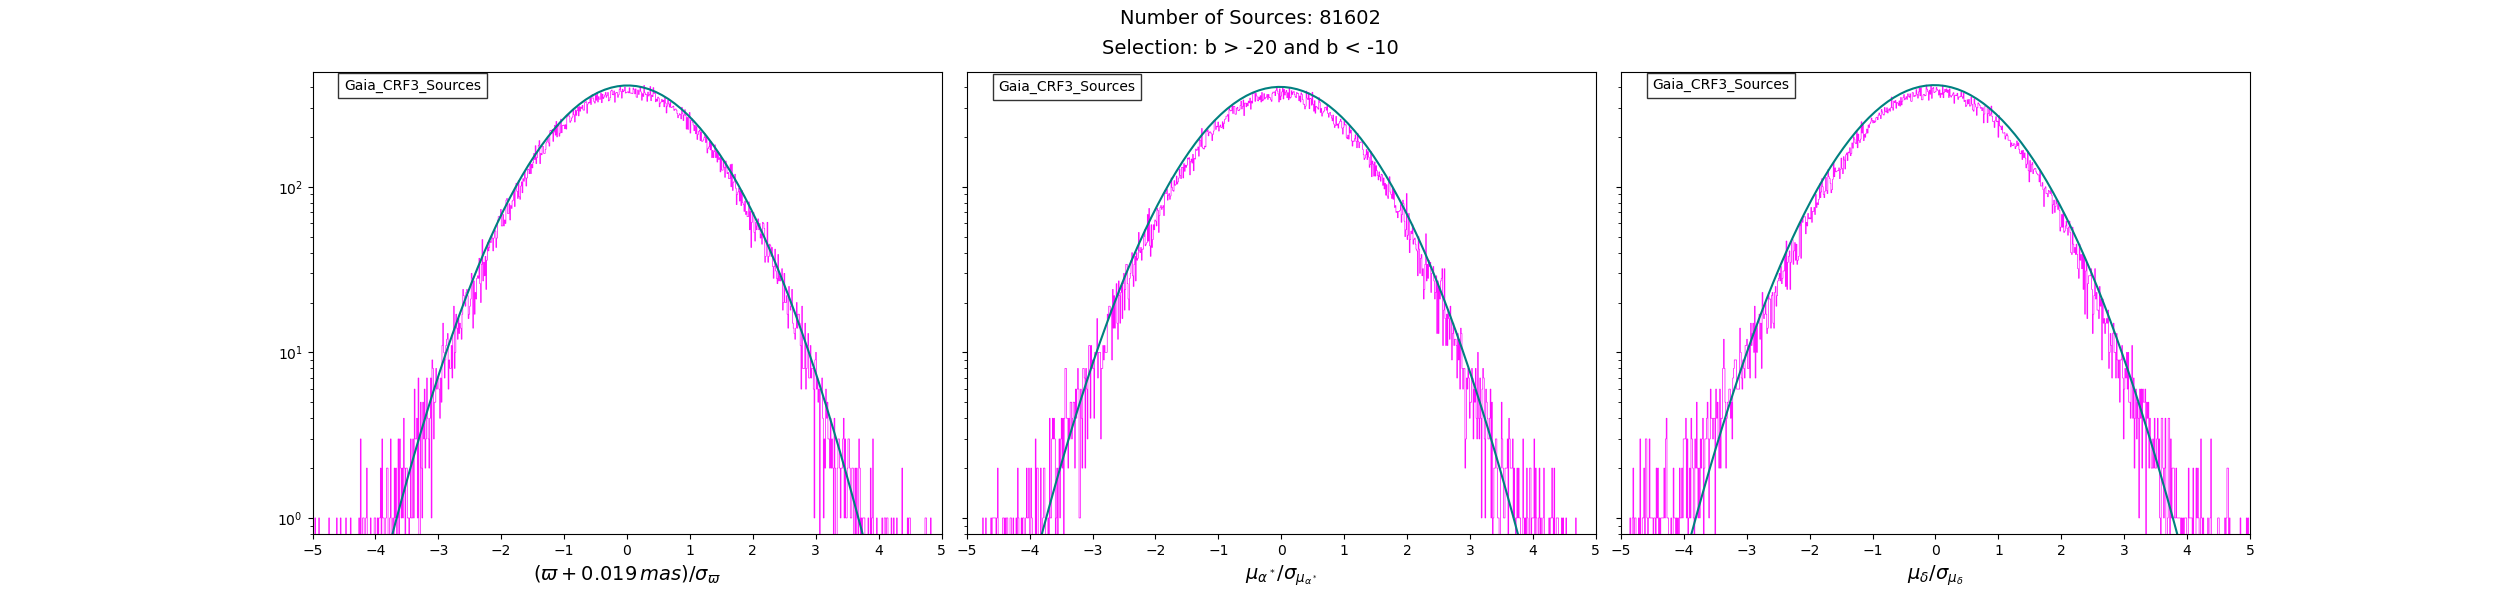 Number of Sources: 81602
Selection: b > -20 and b < -10
Gaia_CRF3_Sources
Gaia_CRF3_Sources
Gaia_CRF3_Sources
10²
10¹
10⁰
−5 −4 −3 −2 −1 0 1 2 3 4 5
−5 −4 −3 −2 −1 0 1 2 3 4 5
−5 −4 −3 −2 −1 0 1 2 3 4 5
(ϖ + 0.019 mas)/σ_ϖ
μ_α*/σ_μ_α*
μ_δ/σ_μ_δ